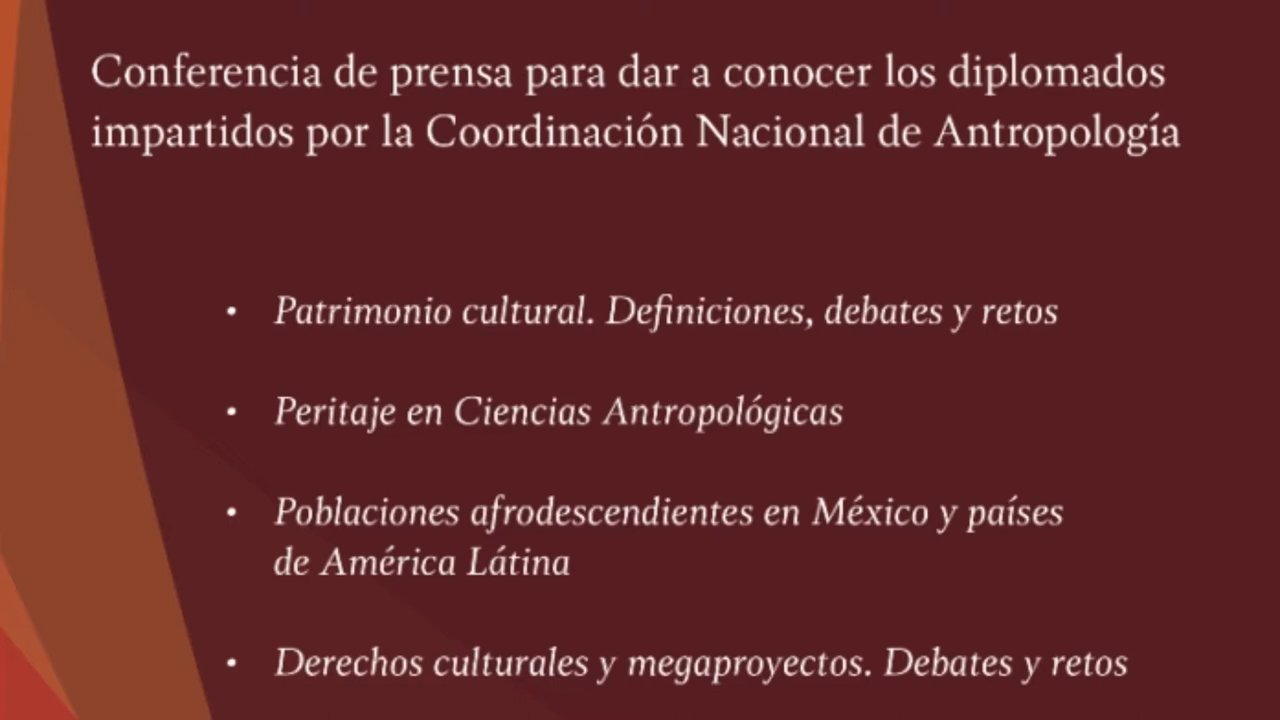 Conferencia de prensa para dar a conocer los diplomados
impartidos por la Coordinación Nacional de Antropología
• Patrimonio cultural. Definiciones, debates y retos
• Peritaje en Ciencias Antropológicas
• Poblaciones afrodescendientes en México y países
de América Látina
• Derechos culturales y megaproyectos. Debates y retos